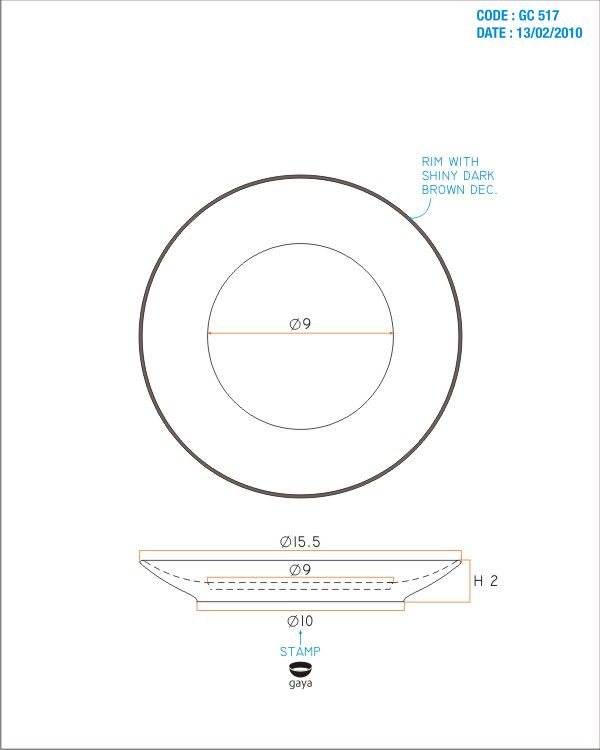 CODE : GC 517
DATE : 13/02/2010
RIM WITH
SHINY DARK
BROWN DEC.
Ø9
Ø15.5
Ø9
H 2
Ø10
STAMP
gaya